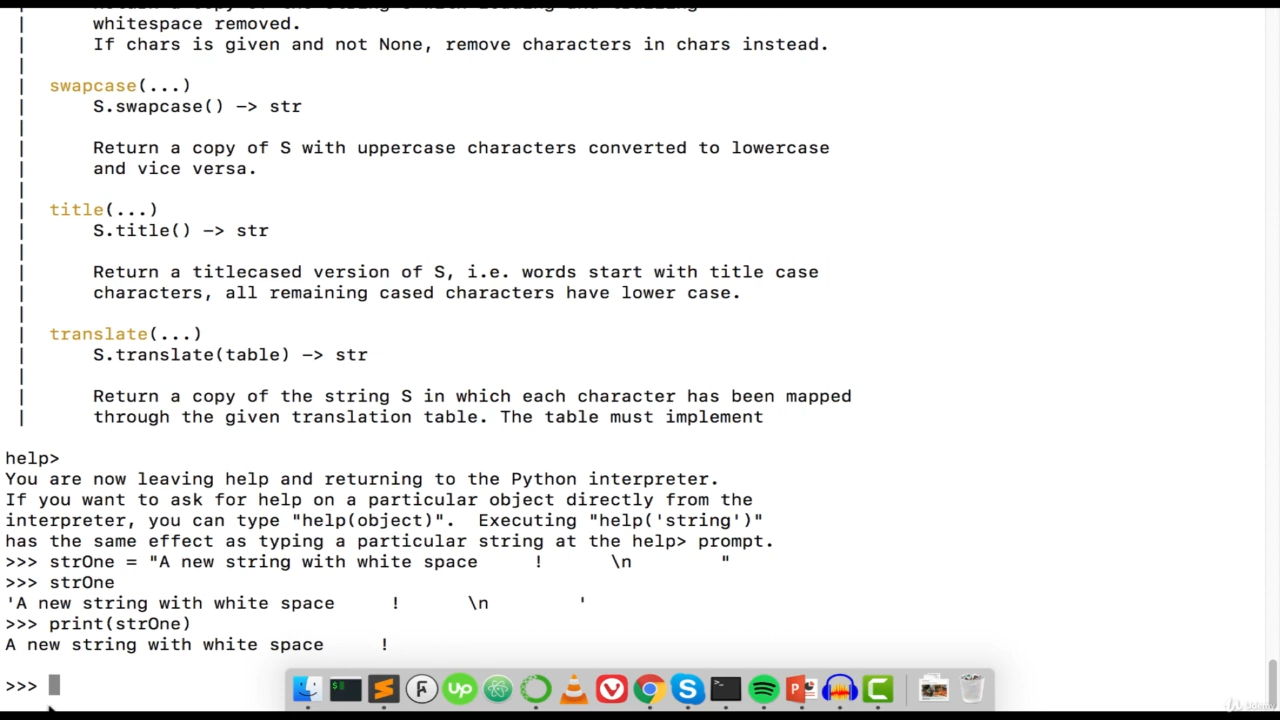 whitespace removed.
If chars is given and not None, remove characters in chars instead.
swapcase(...)
S.swapcase() -> str
Return a copy of S with uppercase characters converted to lowercase
and vice versa.
title(...)
S.title() -> str
Return a titlecased version of S, i.e. words start with title case
characters, all remaining cased characters have lower case.
translate(...)
S.translate(table) -> str
Return a copy of the string S in which each character has been mapped
through the given translation table. The table must implement
help>
You are now leaving help and returning to the Python interpreter.
If you want to ask for help on a particular object directly from the
interpreter, you can type "help(object)".  Executing "help('string')"
has the same effect as typing a particular string at the help> prompt.
>>> strOne = "A new string with white space     !      \n        "
>>> strOne
'A new string with white space     !      \n        '
>>> print(strOne)
A new string with white space     !
>>>
Udemy